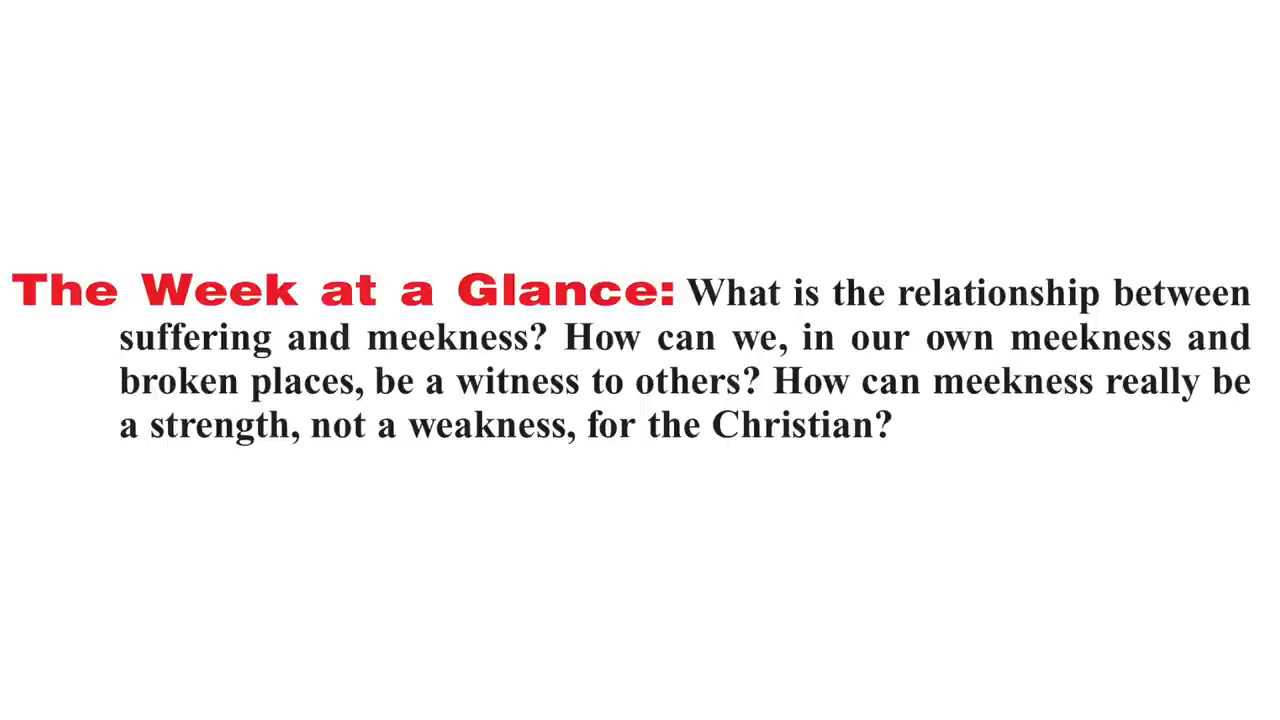 The Week at a Glance: What is the relationship between
suffering and meekness? How can we, in our own meekness and
broken places, be a witness to others? How can meekness really be
a strength, not a weakness, for the Christian?